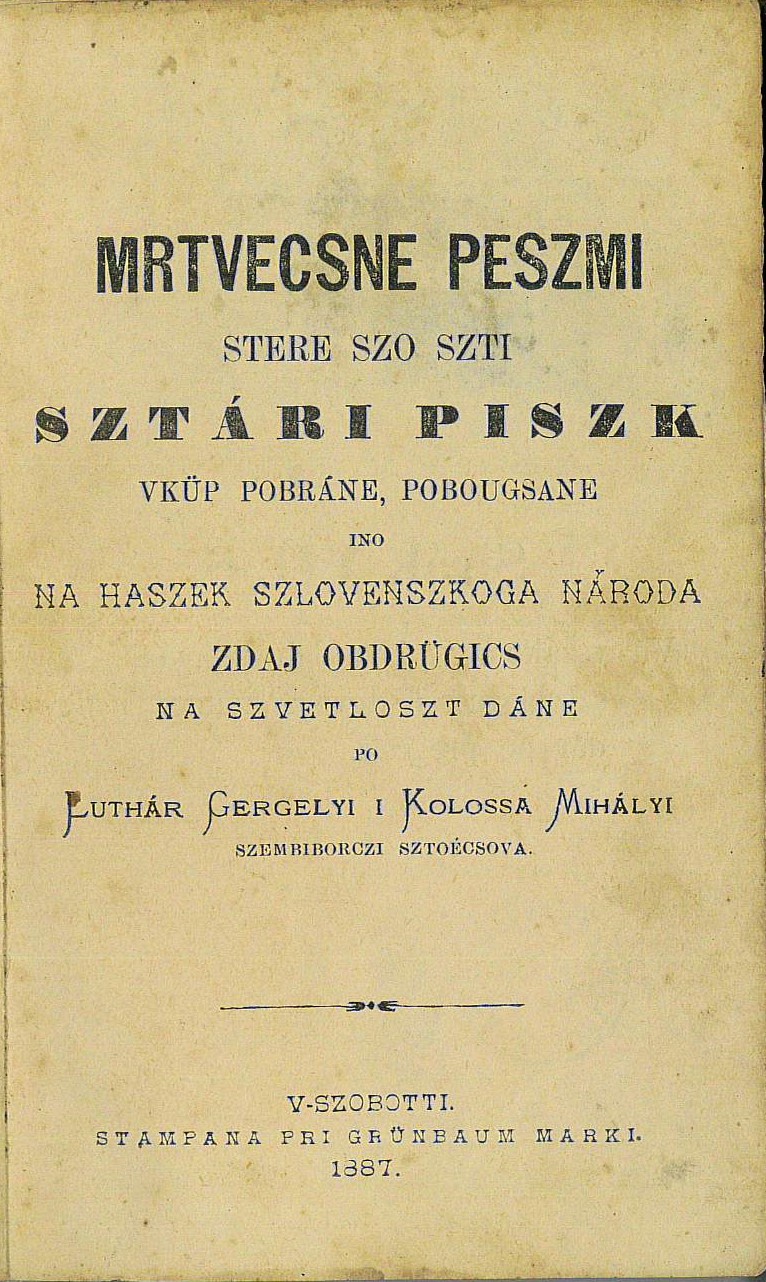 MRTVECSNE PESZMI
STERE SZO SZTI
SZTÁRI PISZK
VKÜP POBRÁNE, POBOUGSANE
INO
NA HASZEK SZLOVENSZKOGA NÁRODA
ZDAJ OBDRÜGICS
NA SZVETLOSZT DÁNE
PO
LUTHÁR GERGELYI I KOLOSSA MIHÁLYI
SZEMBIBORCZI SZTOÉCSOVA.
V-SZOBOTTI.
STAMPANA PRI GRÜNBAUM MARKI.
1887.